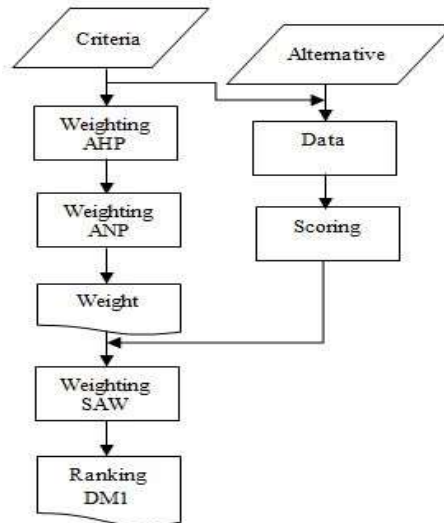 Criteria
Alternative
Weighting
AHP
Data
Weighting
ANP
Scoring
Weight
Weighting
SAW
Ranking
DM1